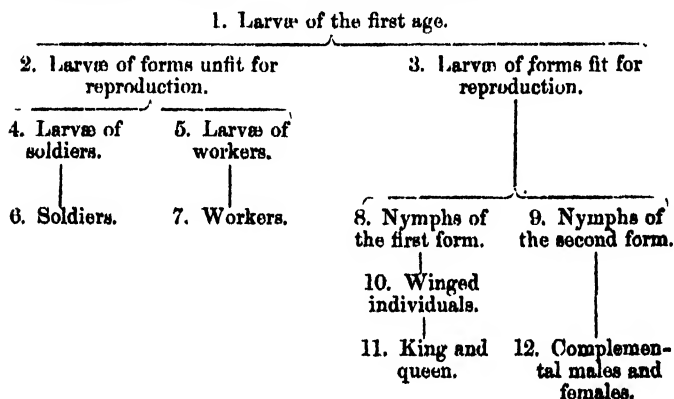 1. Larvæ of the first age.
2. Larvæ of forms unfit for
reproduction.
3. Larvæ of forms fit for
reproduction.
4. Larvæ of
soldiers.
5. Larvæ of
workers.
6. Soldiers.
7. Workers.
8. Nymphs of
the first form.
9. Nymphs of
the second form.
10. Winged
individuals.
11. King and
queen.
12. Complemen-
tal males and
females.